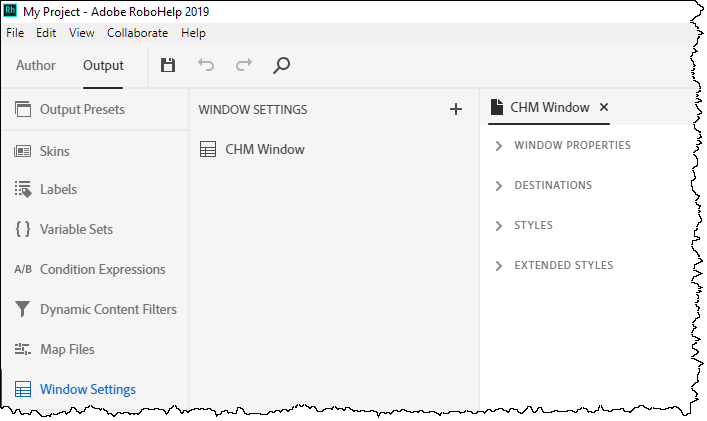 Rh My Project - Adobe RoboHelp 2019
File Edit View Collaborate Help
Author Output
Output Presets
Skins
Labels
{ } Variable Sets
A/B Condition Expressions
Dynamic Content Filters
Map Files
Window Settings
WINDOW SETTINGS +
CHM Window
CHM Window ×
WINDOW PROPERTIES
DESTINATIONS
STYLES
EXTENDED STYLES